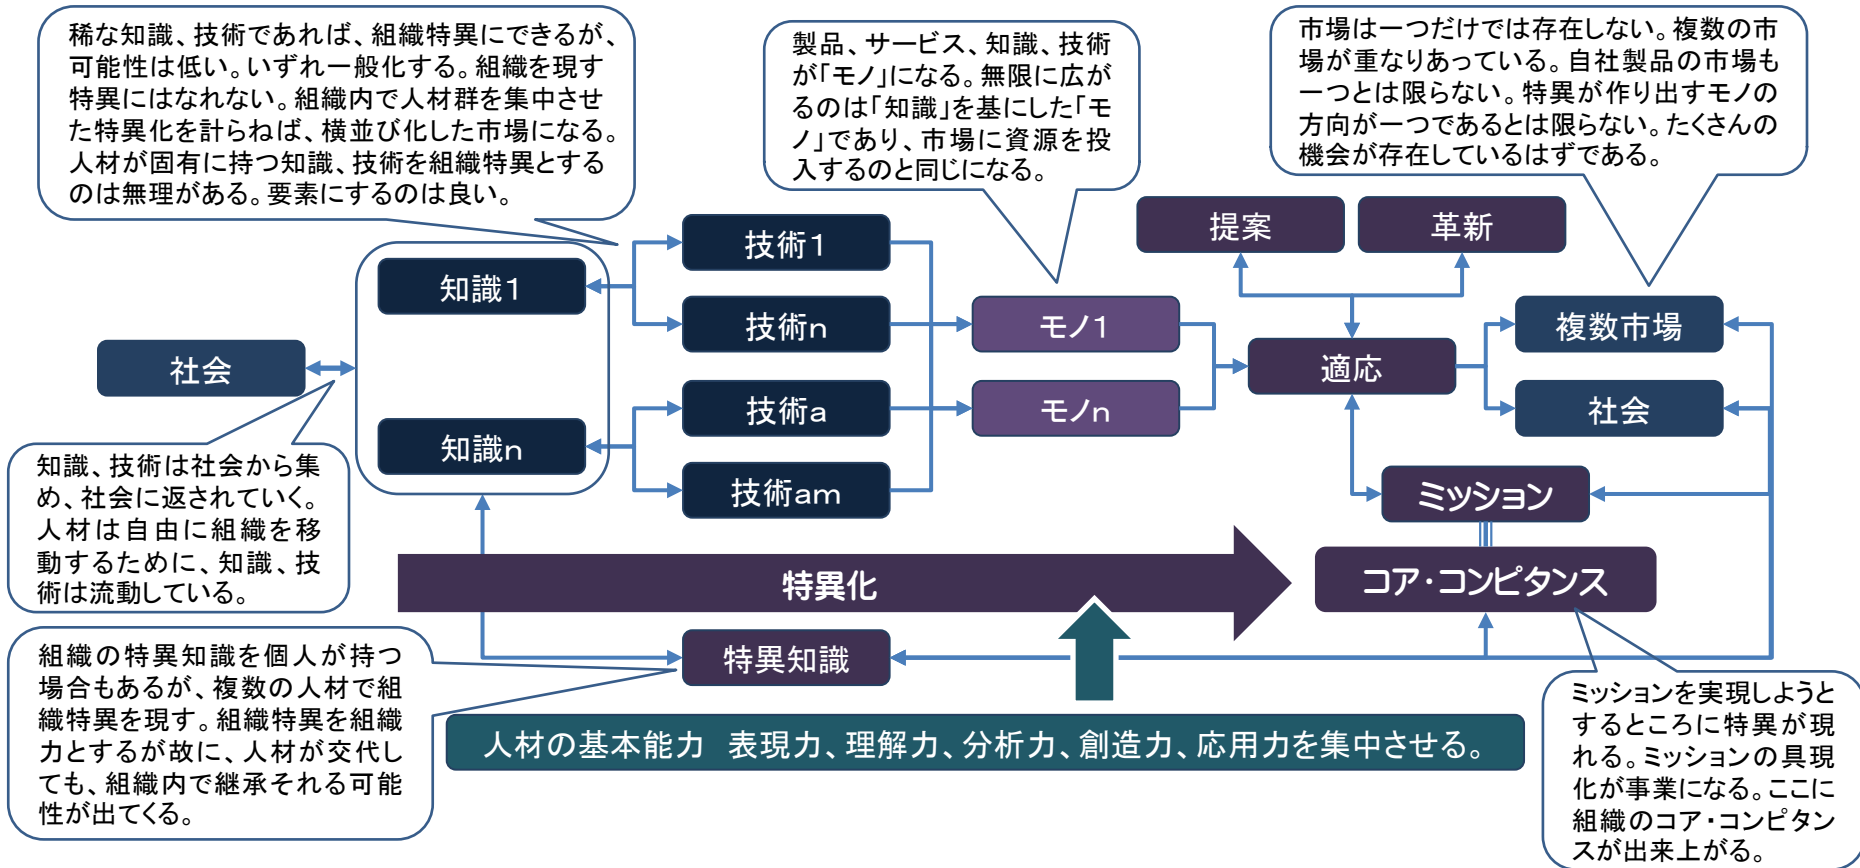 稀な知識、技術であれば、組織特異にできるが、
可能性は低い。いずれ一般化する。組織を現す
特異にはなれない。組織内で人材群を集中させ
た特異化を計らねば、横並び化した市場になる。
人材が固有に持つ知識、技術を組織特異とする
のは無理がある。要素にするのは良い。
製品、サービス、知識、技術
が「モノ」になる。無限に広が
るのは「知識」を基にした「モ
ノ」であり、市場に資源を投
入するのと同じになる。
市場は一つだけでは存在しない。複数の市
場が重なりあっている。自社製品の市場も
一つとは限らない。特異が作り出すモノの
方向が一つであるとは限らない。たくさんの
機会が存在しているはずである。
提案
革新
技術1
知識1
技術n
モノ1
複数市場
社会
適応
技術a
モノn
社会
知識n
技術am
ミッション
知識、技術は社会から集
め、社会に返されていく。
人材は自由に組織を移
動するために、知識、技
術は流動している。
特異化
コア・コンピタンス
特異知識
組織の特異知識を個人が持つ
場合もあるが、複数の人材で組
織特異を現す。組織特異を組織
力とするが故に、人材が交代し
ても、組織内で継承それる可能
性が出てくる。
人材の基本能力　表現力、理解力、分析力、創造力、応用力を集中させる。
ミッションを実現しようと
するところに特異が現
れる。ミッションの具現
化が事業になる。ここに
組織のコア・コンピタン
スが出来上がる。